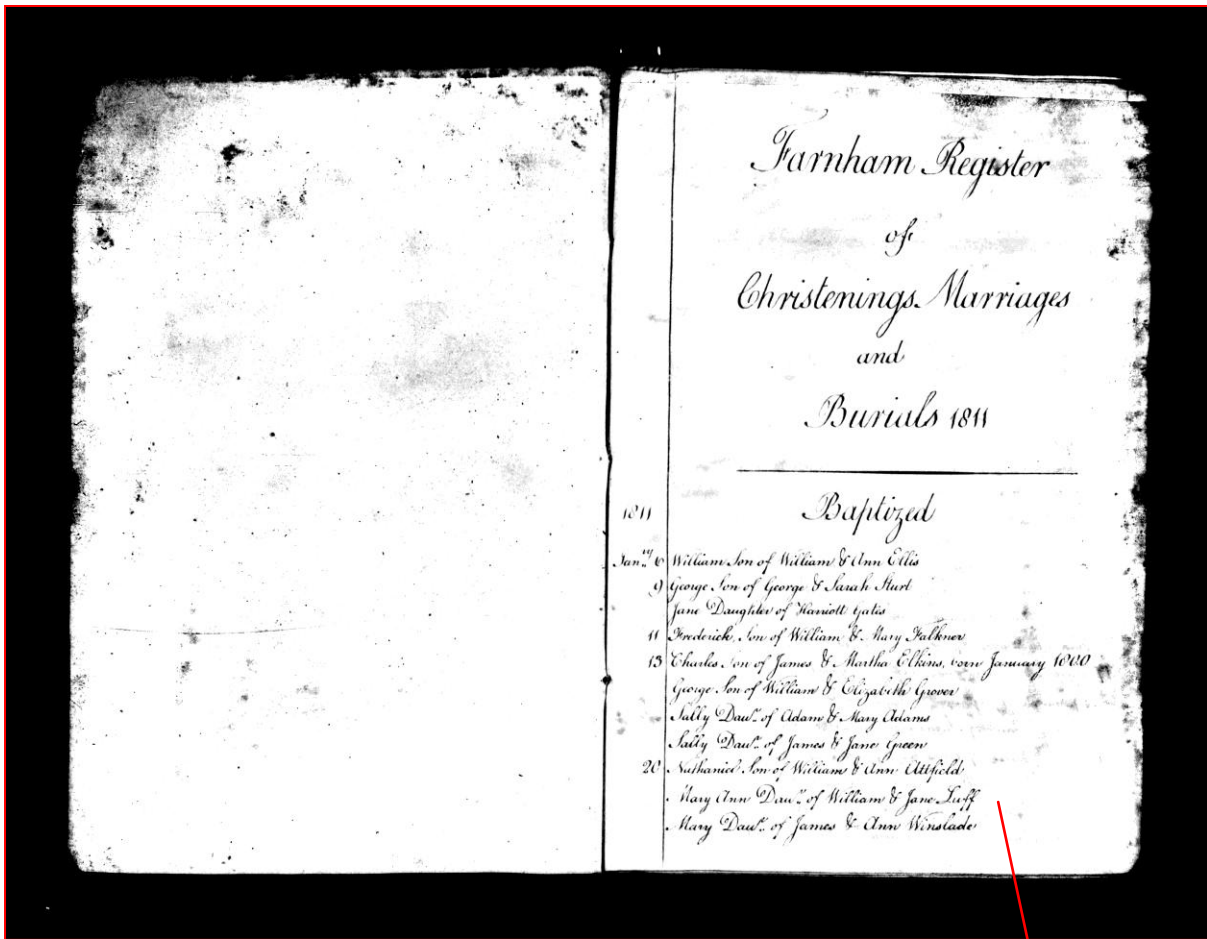 Farnham Register
of
Christenings Marriages
and
Burials 1811
1811 Baptized
Jan.ry 6 William Son of William & Ann Ellis
9 George Son of George & Sarah Sturt
Jane Daughter of Harriott Gates
11 Frederick Son of William & Mary Falkner
13 Charles Son of James & Martha Elkins, born January 1800
George Son of William & Elizabeth Grover
Sally Dau.r of Adam & Mary Adams
Sally Dau.r of James & Jane Green
20 Nathaniel Son of William & Ann Attfield
Mary Ann Dau.r of William & Jane Luff
Mary Dau.r of James & Ann Winslade